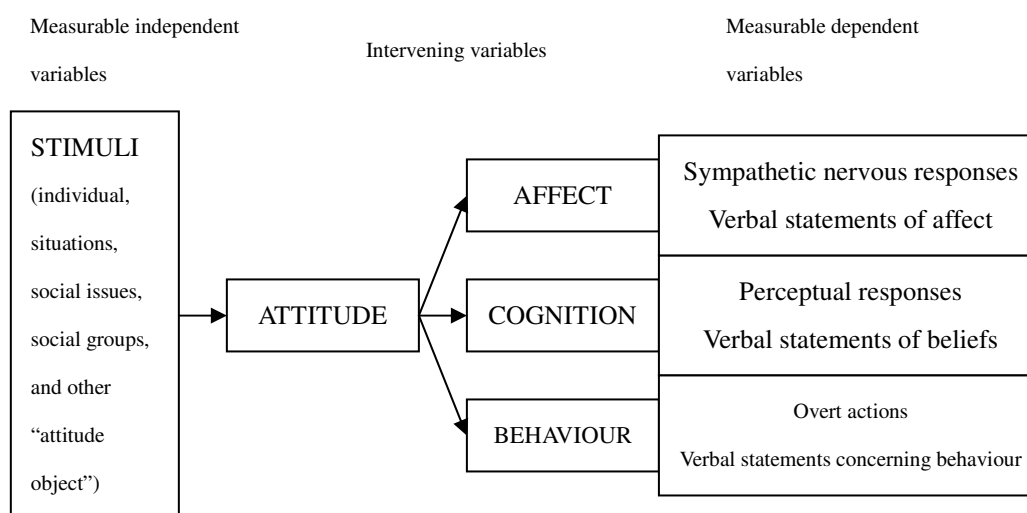 Measurable independent
variables
Intervening variables
Measurable dependent
variables
STIMULI
(individual,
situations,
social issues,
social groups,
and other
“attitude
object”)
ATTITUDE
AFFECT
COGNITION
BEHAVIOUR
Sympathetic nervous responses
Verbal statements of affect
Perceptual responses
Verbal statements of beliefs
Overt actions
Verbal statements concerning behaviour